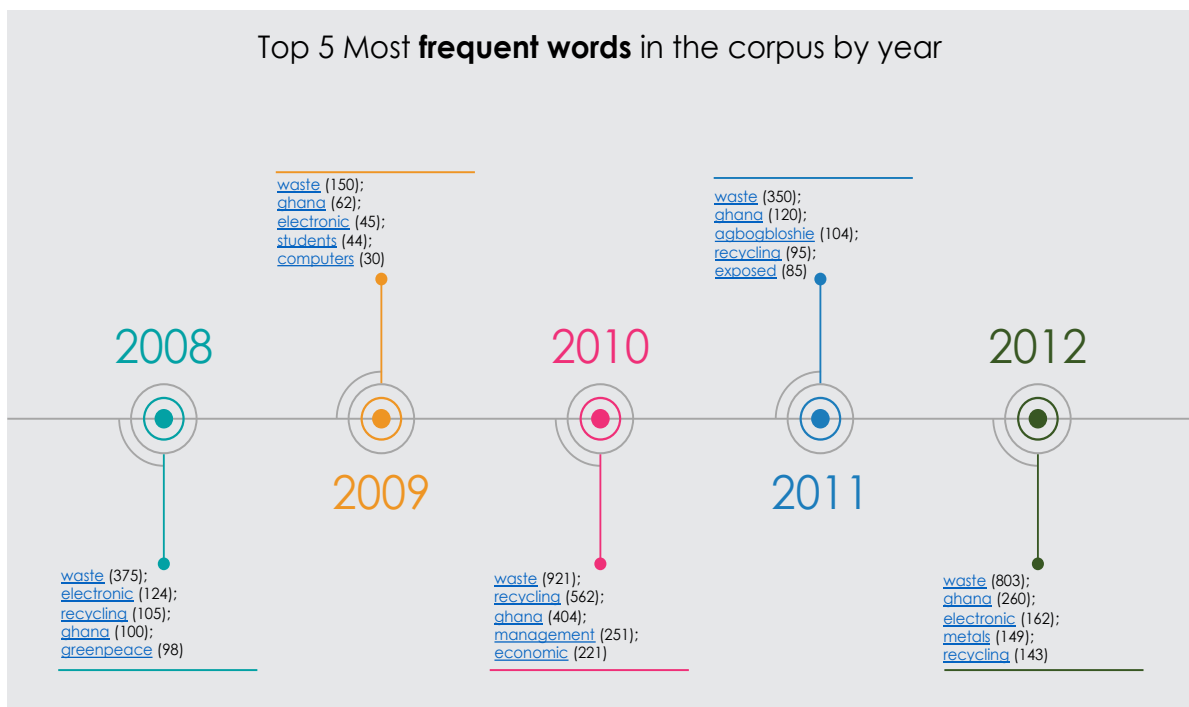 Top 5 Most frequent words in the corpus by year
2008
waste (375);
electronic (124);
recycling (105);
ghana (100);
greenpeace (98)
waste (150);
ghana (62);
electronic (45);
students (44);
computers (30)
2009
2010
waste (921);
recycling (562);
ghana (404);
management (251);
economic (221)
waste (350);
ghana (120);
agbogbloshie (104);
recycling (95);
exposed (85)
2011
2012
waste (803);
ghana (260);
electronic (162);
metals (149);
recycling (143)